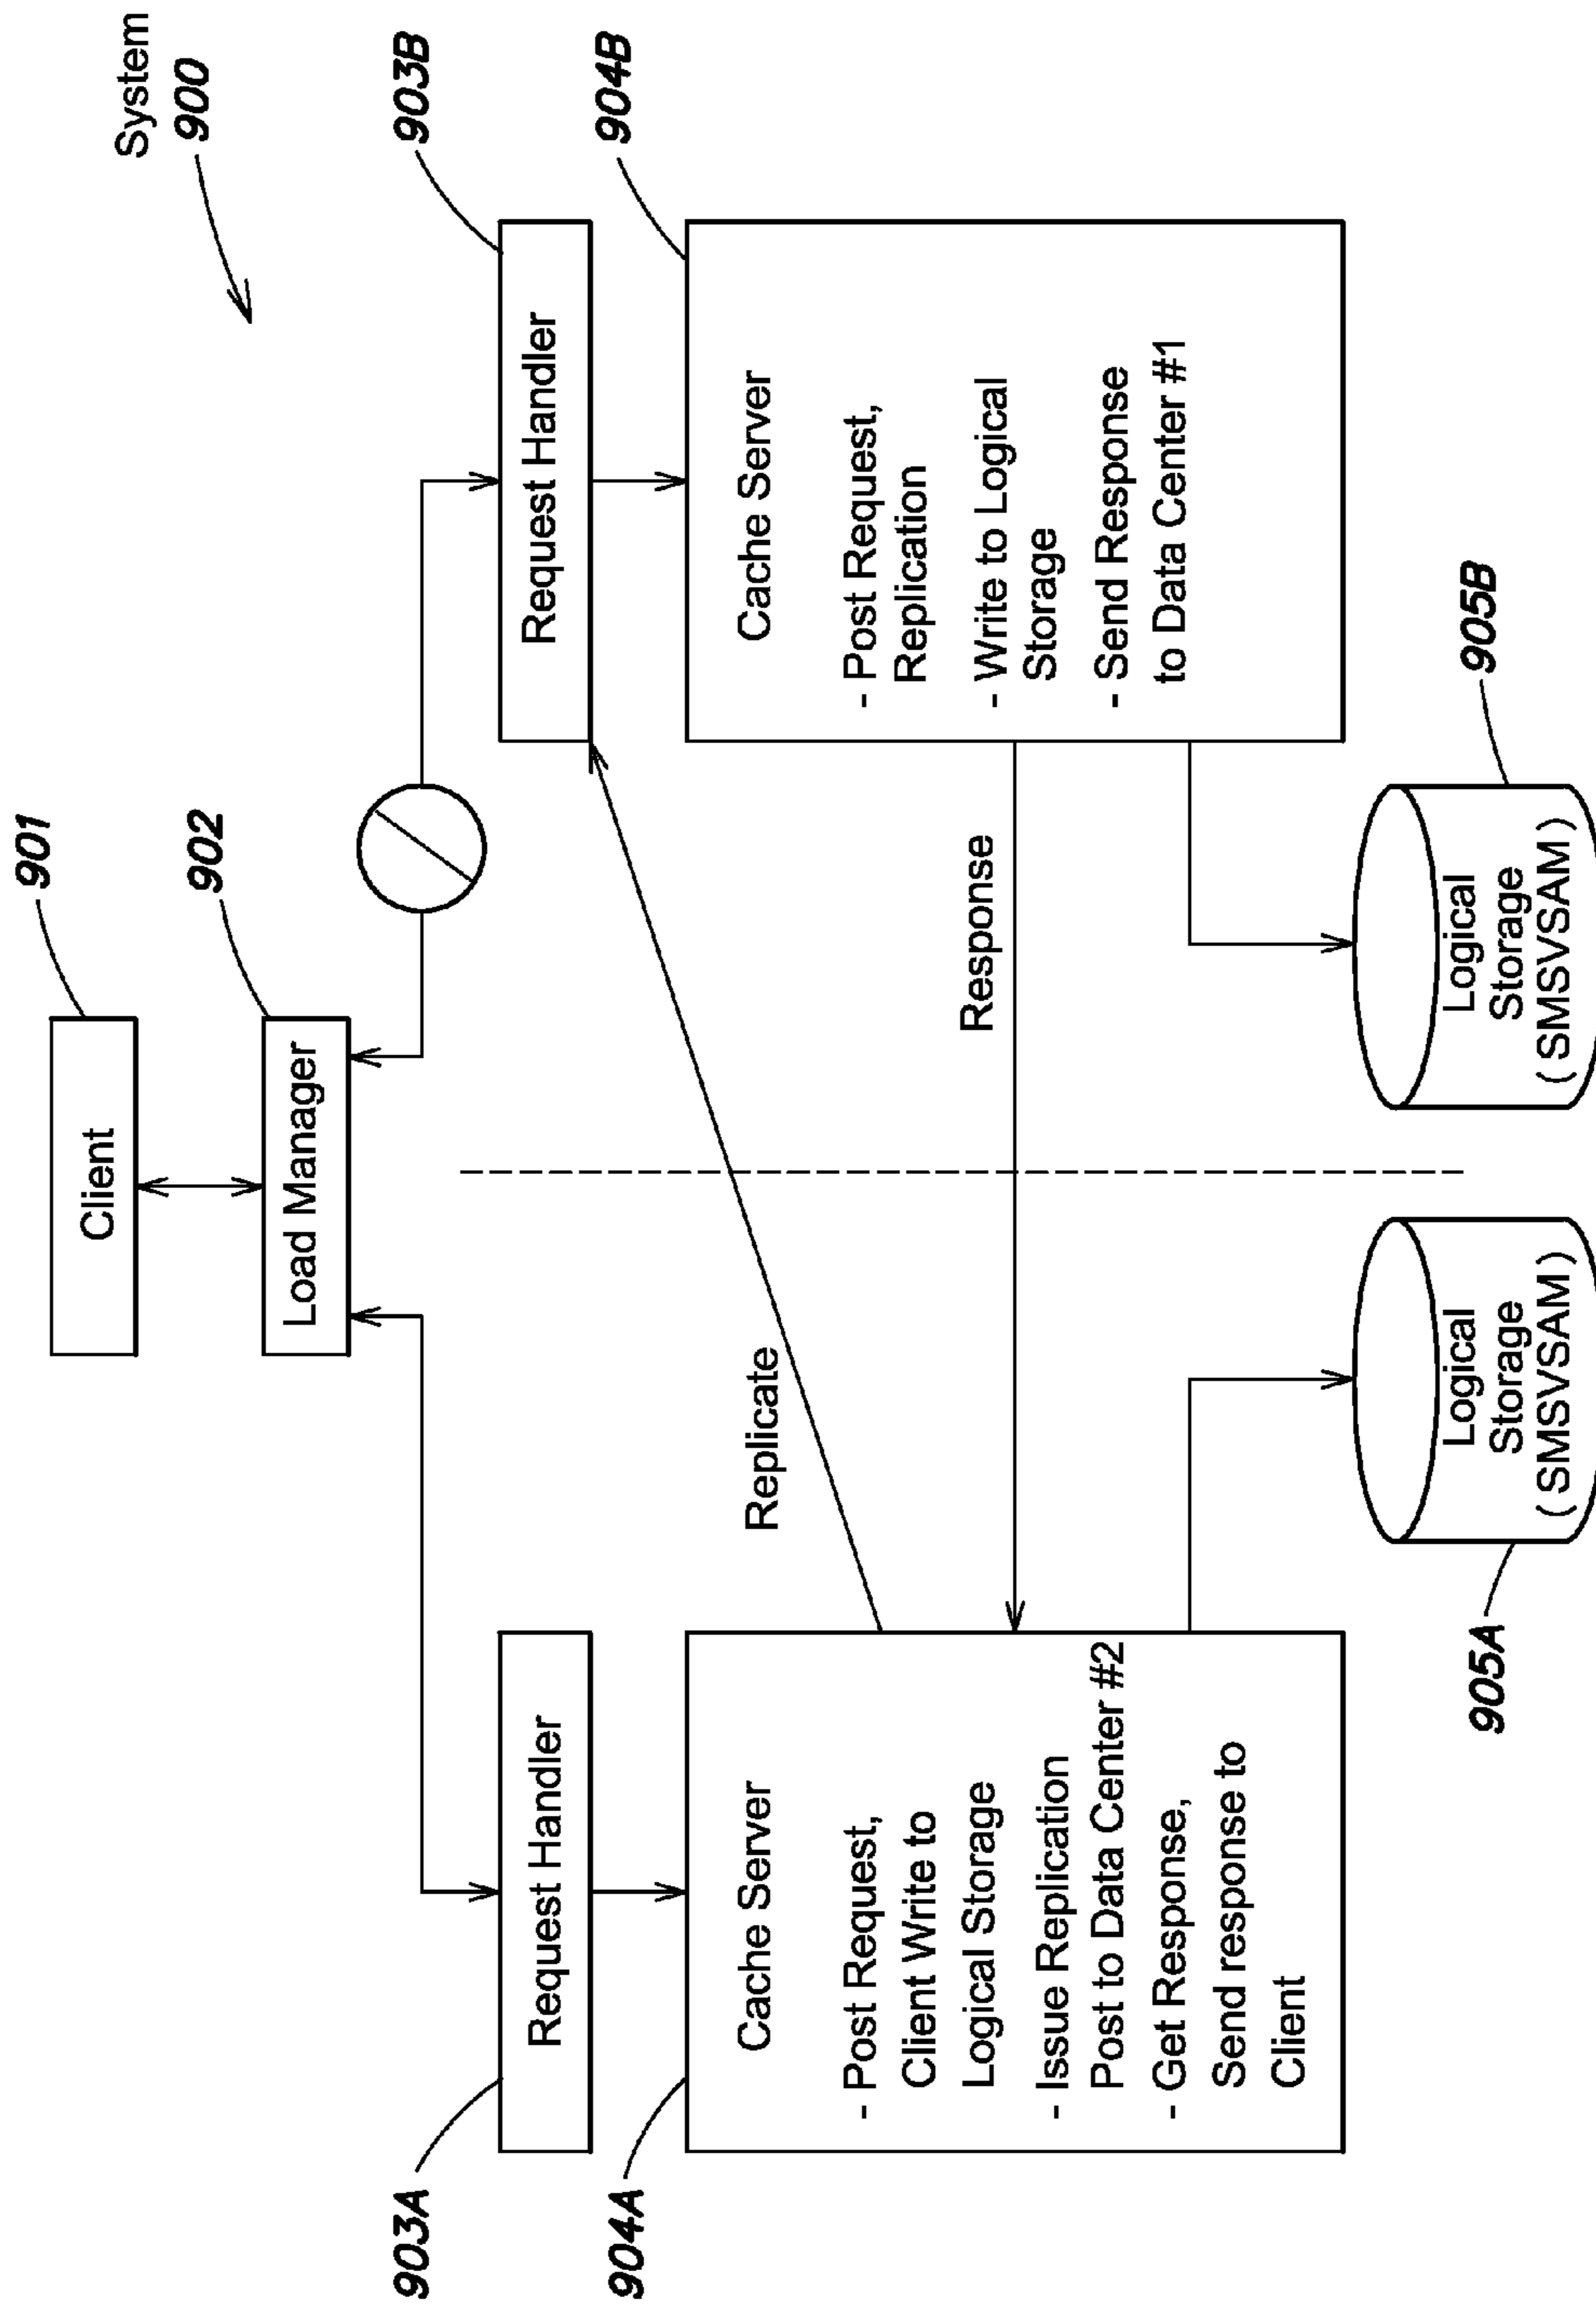 System
900
901
Client
902
Load Manager
903A
Request Handler
903B
Request Handler
904A
Cache Server
- Post Request,
Client Write to
Logical Storage
- Issue Replication
Post to Data Center #2
- Get Response,
Send response to
Client
Replicate
Response
904B
Cache Server
- Post Request,
Replication
- Write to Logical
Storage
- Send Response
to Data Center #1
905A
Logical
Storage
(SMSVSAM)
905B
Logical
Storage
(SMSVSAM)